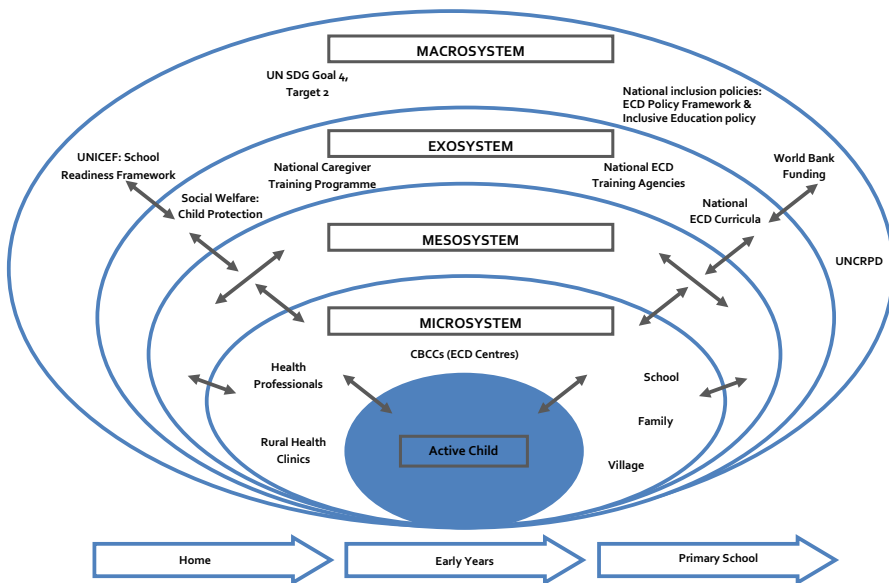 MACROSYSTEM
UN SDG Goal 4,
Target 2
National inclusion policies:
ECD Policy Framework &
Inclusive Education policy
EXOSYSTEM
UNICEF: School
Readiness Framework
National Caregiver
Training Programme
National ECD
Training Agencies
World Bank
Funding
Social Welfare:
Child Protection
National
ECD Curricula
MESOSYSTEM
UNCRPD
MICROSYSTEM
CBCCs (ECD Centres)
Health
Professionals
School
Family
Rural Health
Clinics
Active Child
Village
Home
Early Years
Primary School